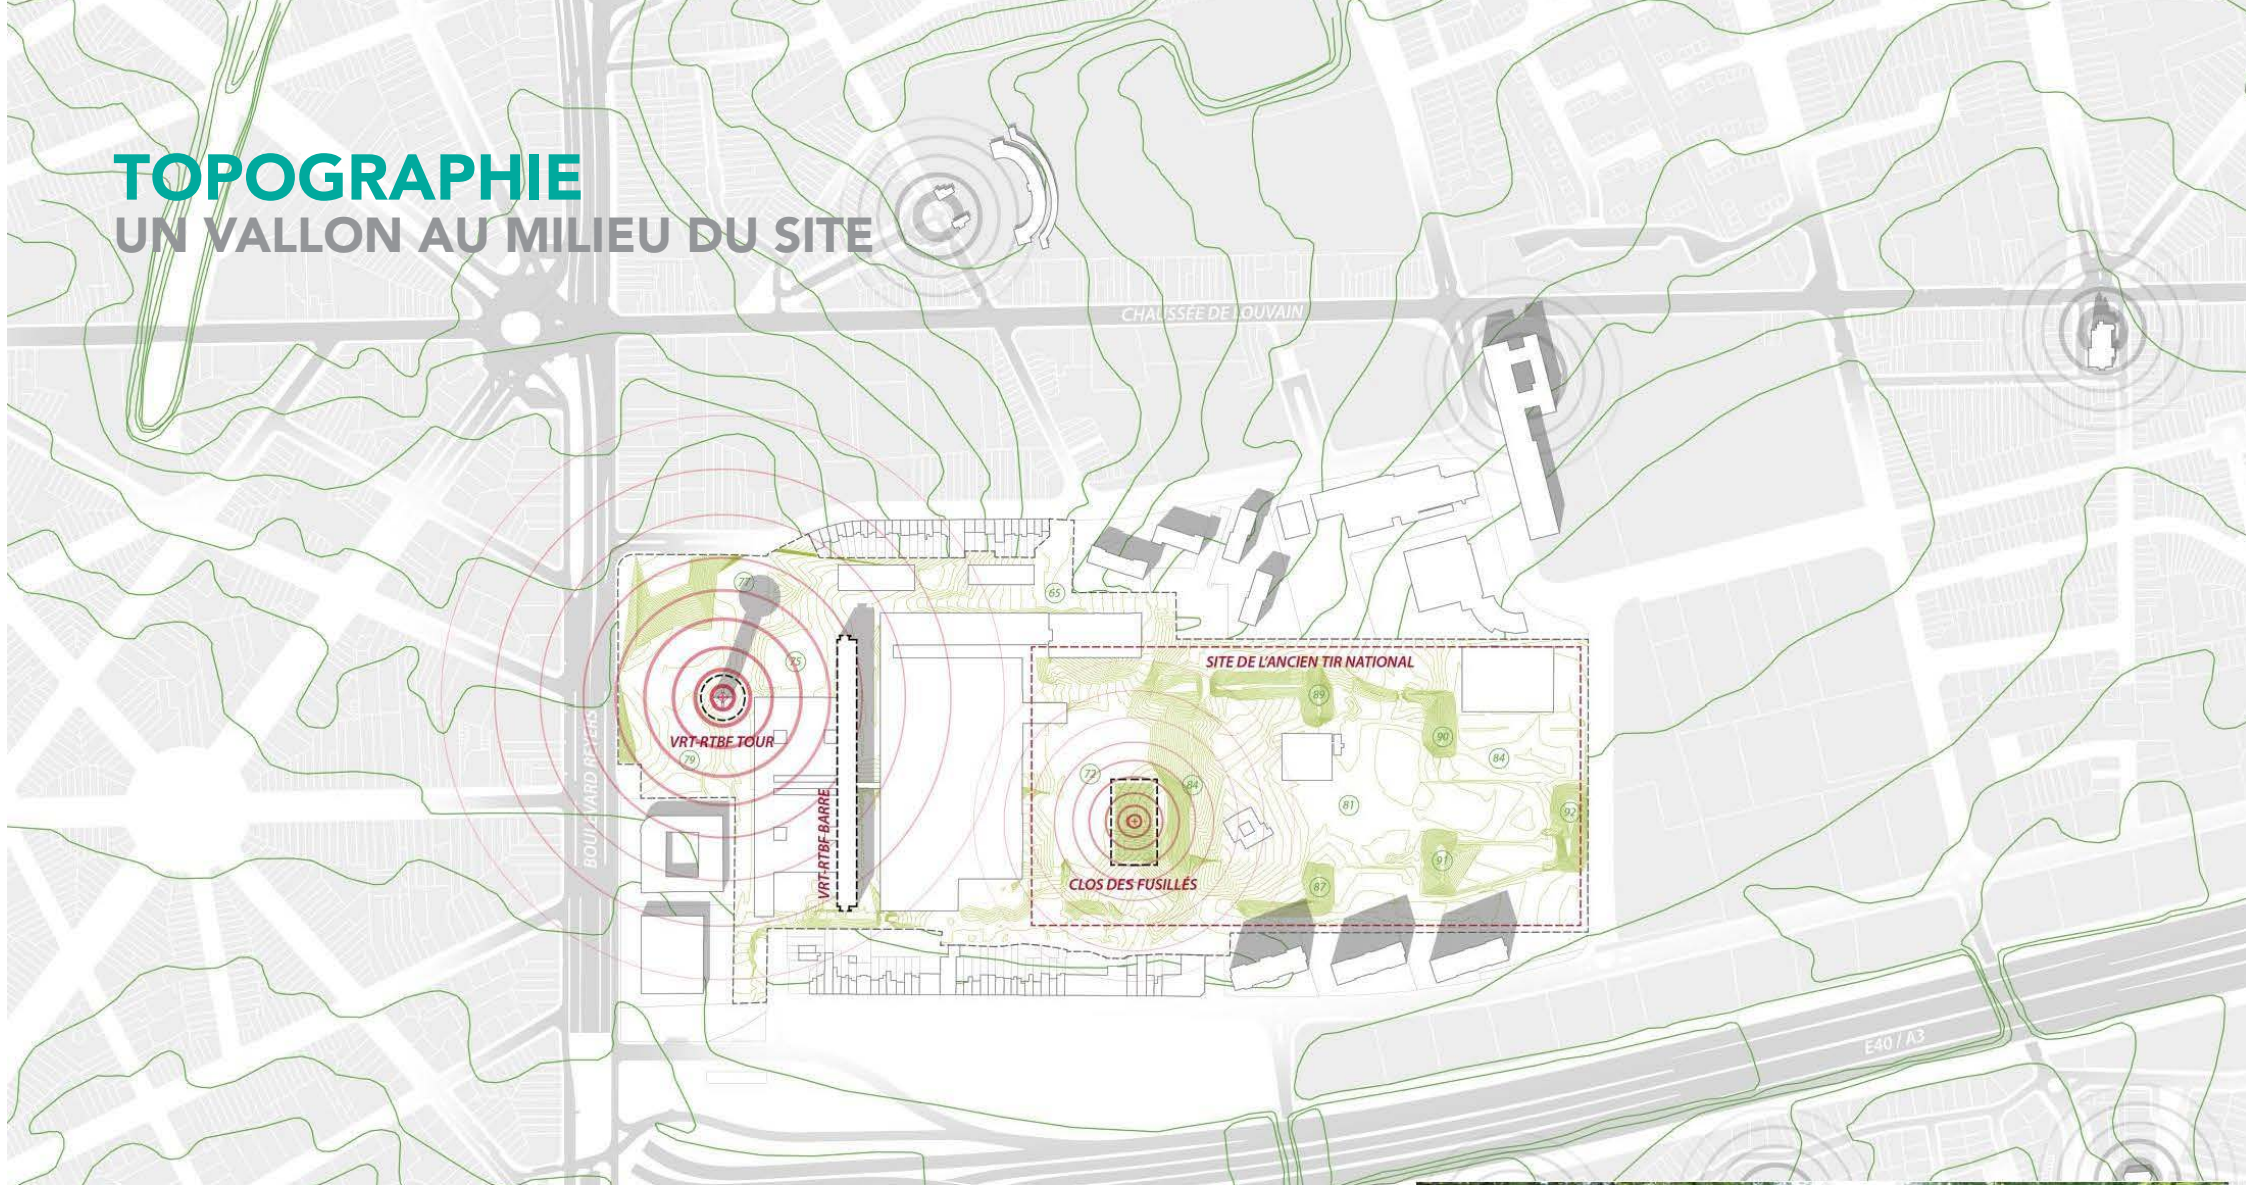 TOPOGRAPHIE
UN VALLON AU MILIEU DU SITE
CHAUSSÉE DE LOUVAIN
77
65
75
SITE DE L'ANCIEN TIR NATIONAL
89
VRT-RTBF TOUR
79
90
84
72
84
81
92
BOULEVARD REYERS
VRT-RTBF BARRE
91
CLOS DES FUSILLÉS
87
E40 / A3